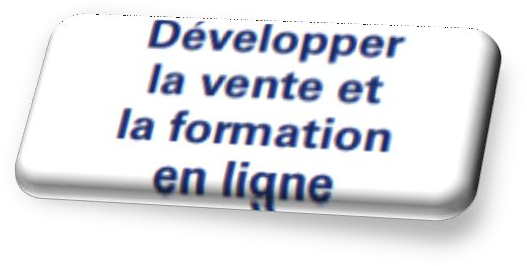 Développer
la vente et
la formation
en ligne